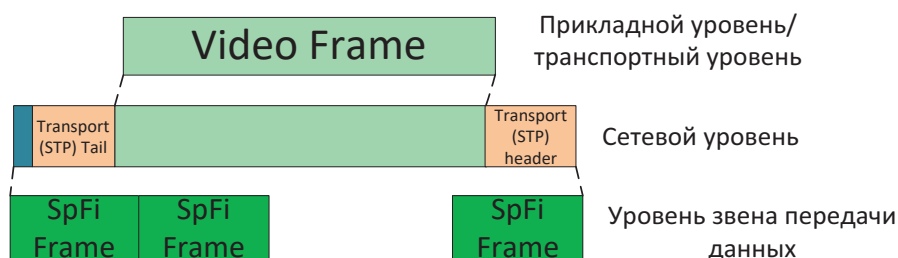 Video Frame
Прикладной уровень/
транспортный уровень
Transport
(STP) Tail
Transport
(STP)
header
Сетевой уровень
SpFi
Frame
SpFi
Frame
SpFi
Frame
Уровень звена передачи
данных